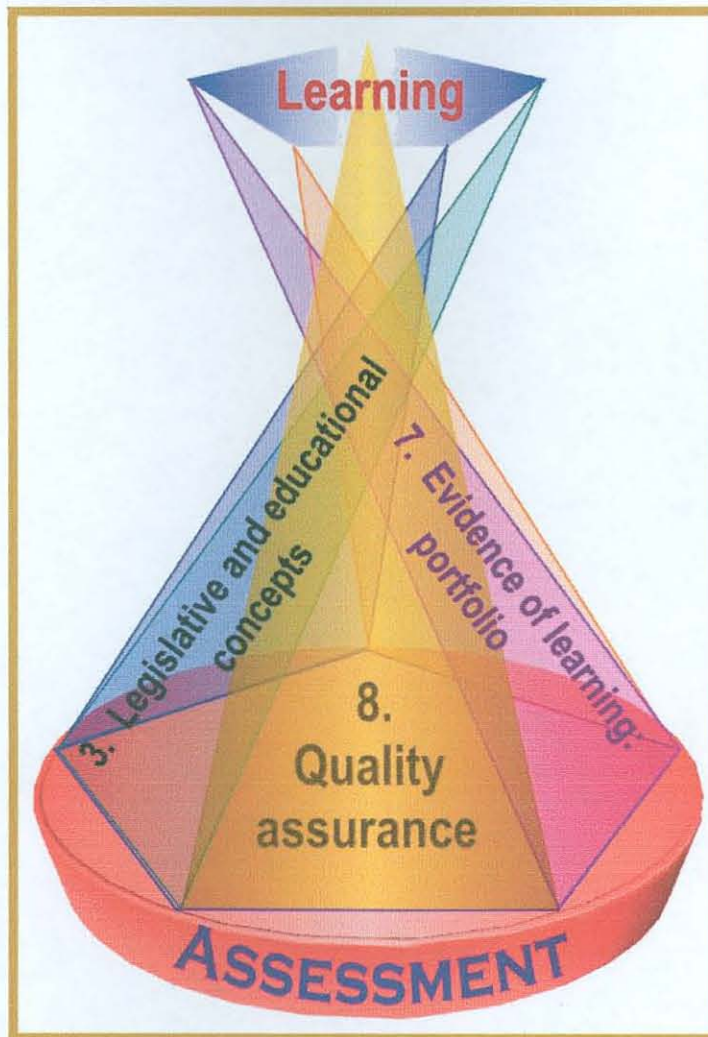 Learning
3. Legislative and educational
concepts
7. Evidence of learning:
portfolio
8.
Quality
assurance
ASSESSMENT